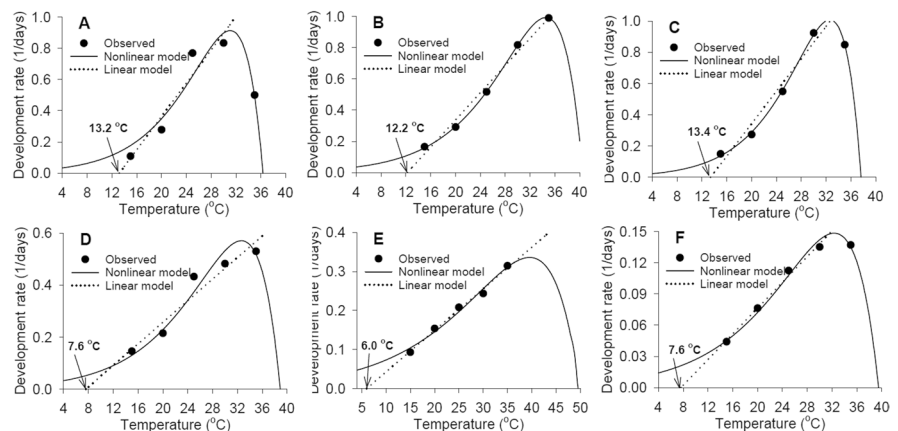 A
Observed
Nonlinear model
Linear model
13.2 °C
Development rate (1/days)
1.0
0.8
0.6
0.4
0.2
0.0
4 8 12 16 20 24 28 32 36 40
Temperature (°C)
B
Observed
Nonlinear model
Linear model
12.2 °C
Development rate (1/days)
1.0
0.8
0.6
0.4
0.2
0.0
4 8 12 16 20 24 28 32 36 40
Temperature (°C)
C
Observed
Nonlinear model
Linear model
13.4 °C
Development rate (1/days)
1.0
0.8
0.6
0.4
0.2
0.0
4 8 12 16 20 24 28 32 36 40
Temperature (°C)
D
Observed
Nonlinear model
Linear model
7.6 °C
Development rate (1/days)
0.6
0.4
0.2
0.0
4 8 12 16 20 24 28 32 36 40
Temperature (°C)
E
Observed
Nonlinear model
Linear model
6.0 °C
Development rate (1/days)
0.4
0.3
0.2
0.1
0.0
5 10 15 20 25 30 35 40 45 50
Temperature (°C)
F
Observed
Nonlinear model
Linear model
7.6 °C
Development rate (1/days)
0.15
0.12
0.09
0.06
0.03
0.00
4 8 12 16 20 24 28 32 36 40
Temperature (°C)